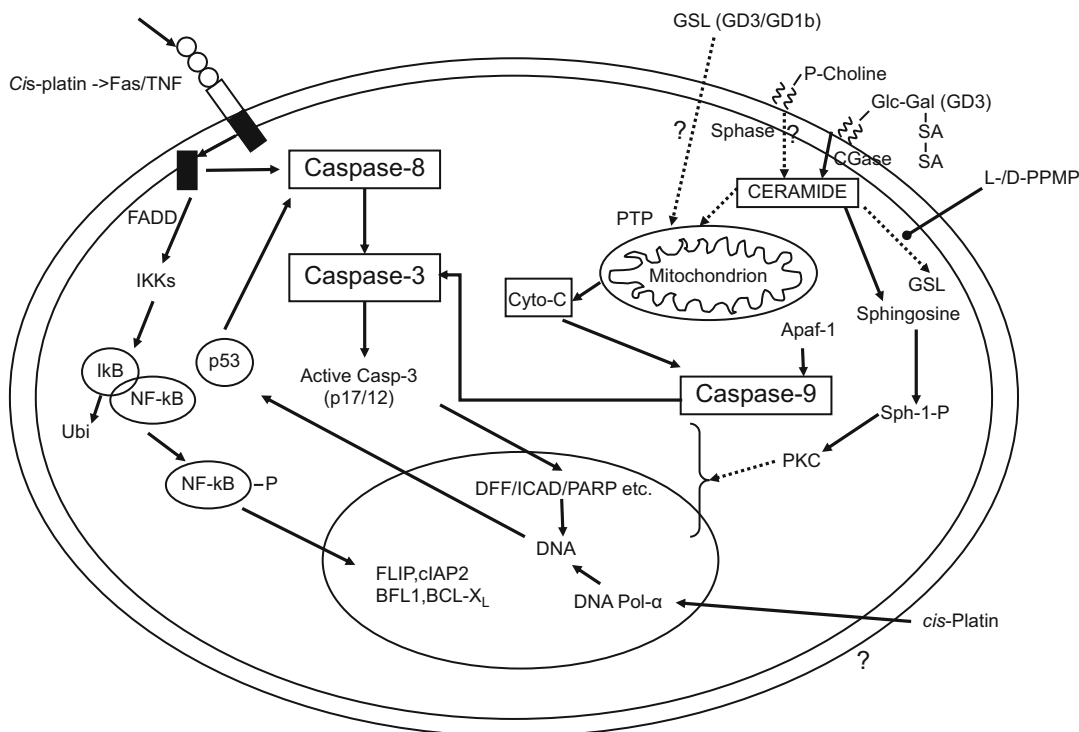 GSL (GD3/GD1b)
Cis-platin ->Fas/TNF
P-Choline
Glc-Gal (GD3)
SA
SA
?
Sphase
?
CGase
L-/D-PPMP
Caspase-8
CERAMIDE
FADD
PTP
IKKs
Caspase-3
Mitochondrion
GSL
Cyto-C
Sphingosine
Apaf-1
IkB
p53
NF-kB
Active Casp-3
(p17/12)
Caspase-9
Ubi
Sph-1-P
PKC
NF-kB
–P
DFF/ICAD/PARP etc.
DNA
FLIP,cIAP2
BFL1,BCL-XL
DNA Pol-α
cis-Platin
?